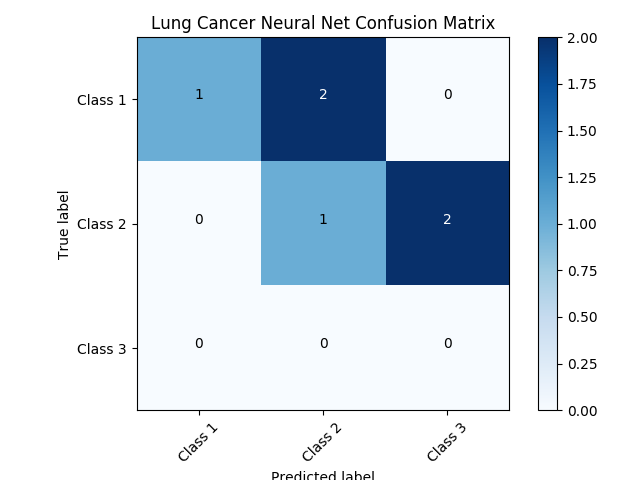 Lung Cancer Neural Net Confusion Matrix
Class 1
1 2 0
Class 2
0 1 2
Class 3
0 0 0
True label
Class 1 Class 2 Class 3
Predicted label
2.00
1.75
1.50
1.25
1.00
0.75
0.50
0.25
0.00